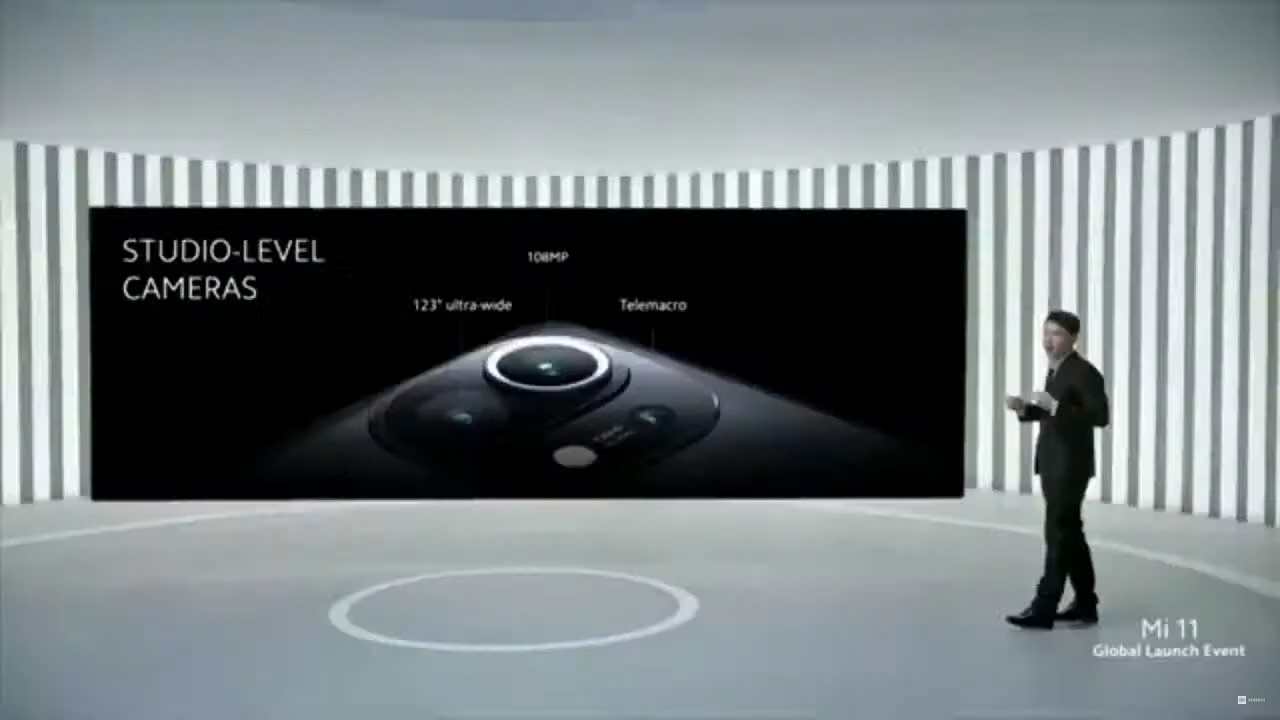 STUDIO-LEVEL
CAMERAS
108MP
123° ultra-wide
Telemacro
Mi 11
Global Launch Event